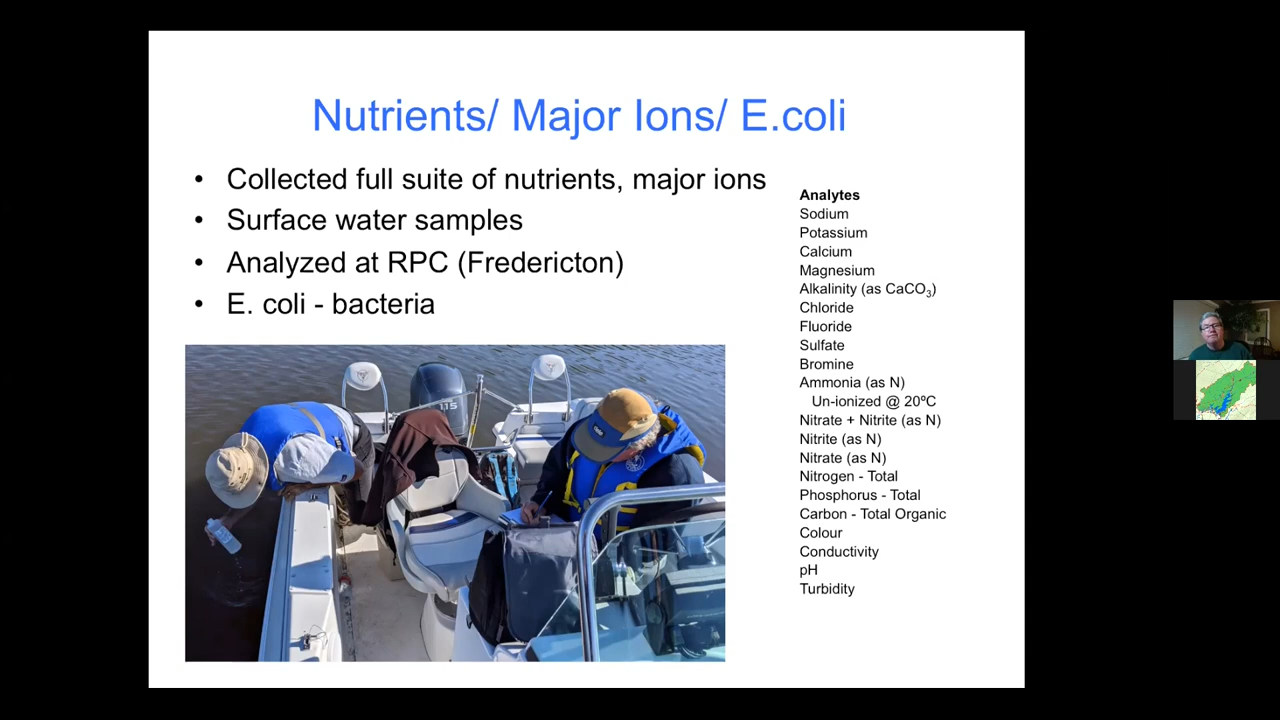 Nutrients/ Major Ions/ E.coli
• Collected full suite of nutrients, major ions
• Surface water samples
• Analyzed at RPC (Fredericton)
• E. coli - bacteria
115
Analytes
Sodium
Potassium
Calcium
Magnesium
Alkalinity (as CaCO₃)
Chloride
Fluoride
Sulfate
Bromine
Ammonia (as N)
Un-ionized @ 20ºC
Nitrate + Nitrite (as N)
Nitrite (as N)
Nitrate (as N)
Nitrogen - Total
Phosphorus - Total
Carbon - Total Organic
Colour
Conductivity
pH
Turbidity